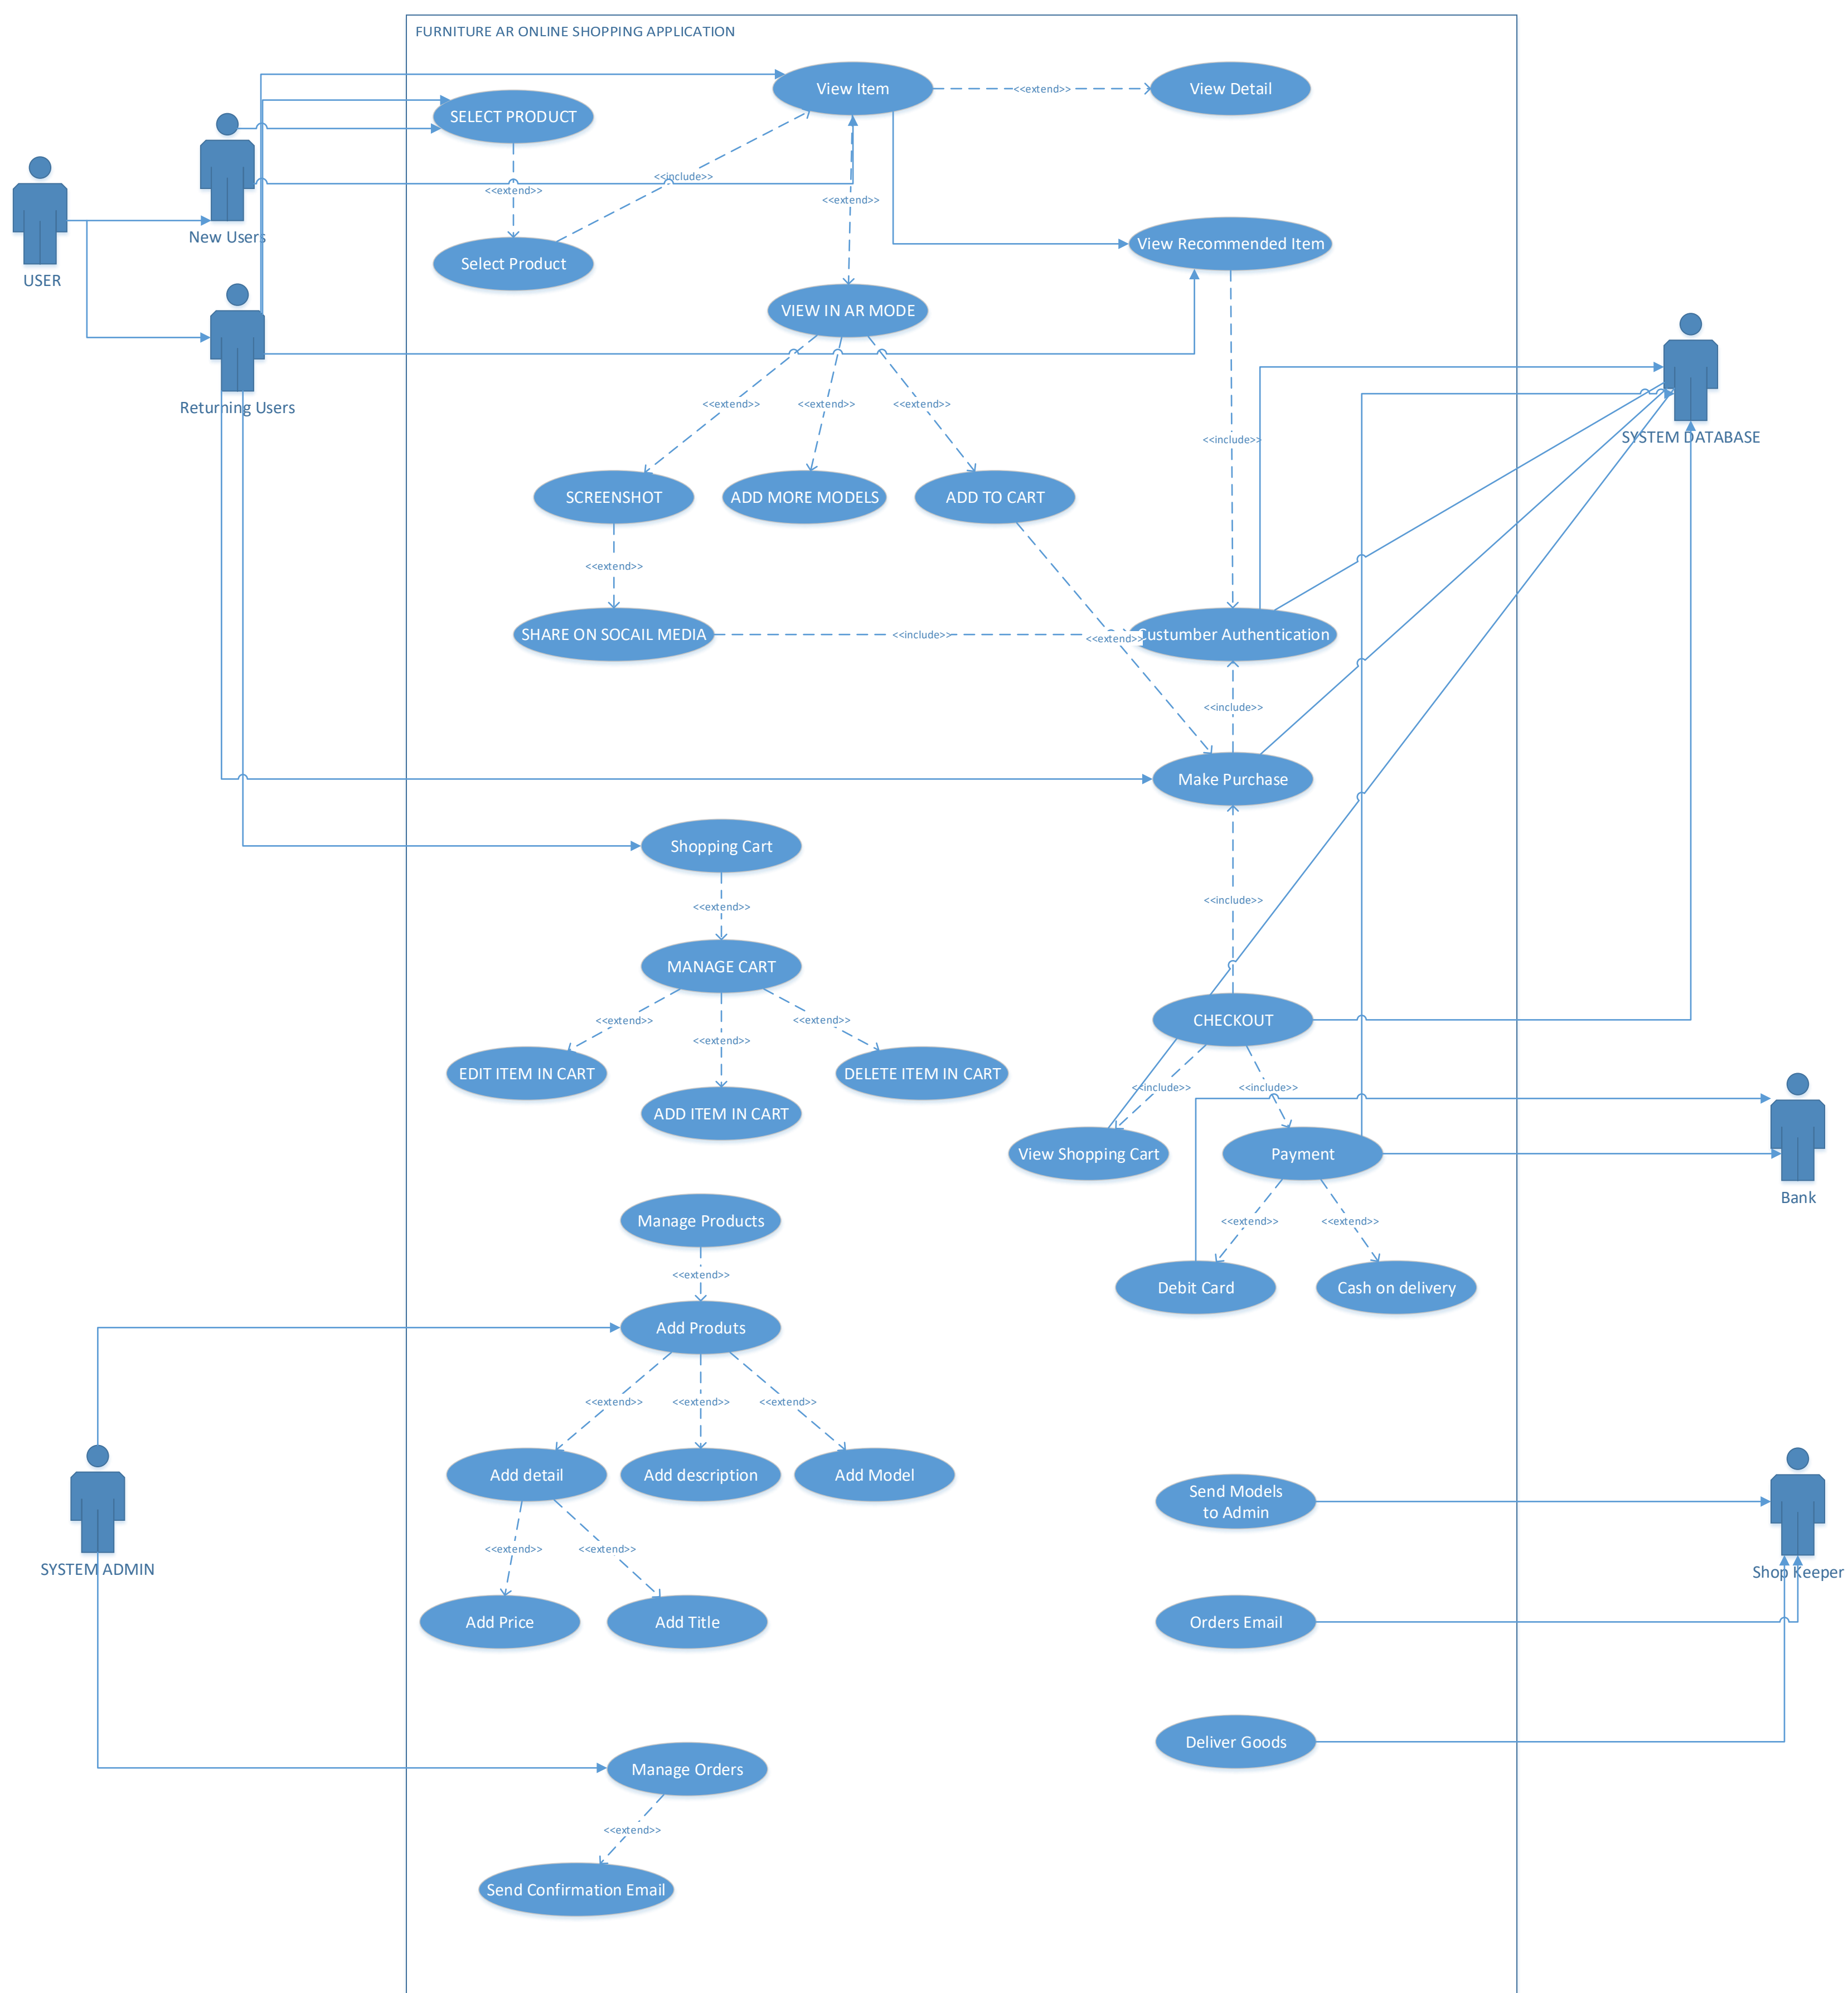 FURNITURE AR ONLINE SHOPPING APPLICATION
View Item
<<extend>>
View Detail
SELECT PRODUCT
<<include>>
<<extend>>
<<extend>>
New Users
View Recommended Item
Select Product
USER
VIEW IN AR MODE
Returning Users
<<extend>>
<<extend>>
<<extend>>
SYSTEM DATABASE
<<include>>
SCREENSHOT
ADD MORE MODELS
ADD TO CART
<<extend>>
SHARE ON SOCAIL MEDIA
<<include>>
<<extend>>
Custumber Authentication
<<include>>
Make Purchase
Shopping Cart
<<extend>>
<<include>>
MANAGE CART
<<extend>>
<<extend>>
<<extend>>
CHECKOUT
EDIT ITEM IN CART
DELETE ITEM IN CART
<<include>>
<<include>>
ADD ITEM IN CART
View Shopping Cart
Payment
Bank
Manage Products
<<extend>>
<<extend>>
<<extend>>
Debit Card
Cash on delivery
Add Produts
<<extend>>
<<extend>>
<<extend>>
Add detail
Add description
Add Model
Send Models
to Admin
<<extend>>
<<extend>>
SYSTEM ADMIN
Shop Keeper
Add Price
Add Title
Orders Email
Deliver Goods
Manage Orders
<<extend>>
Send Confirmation Email